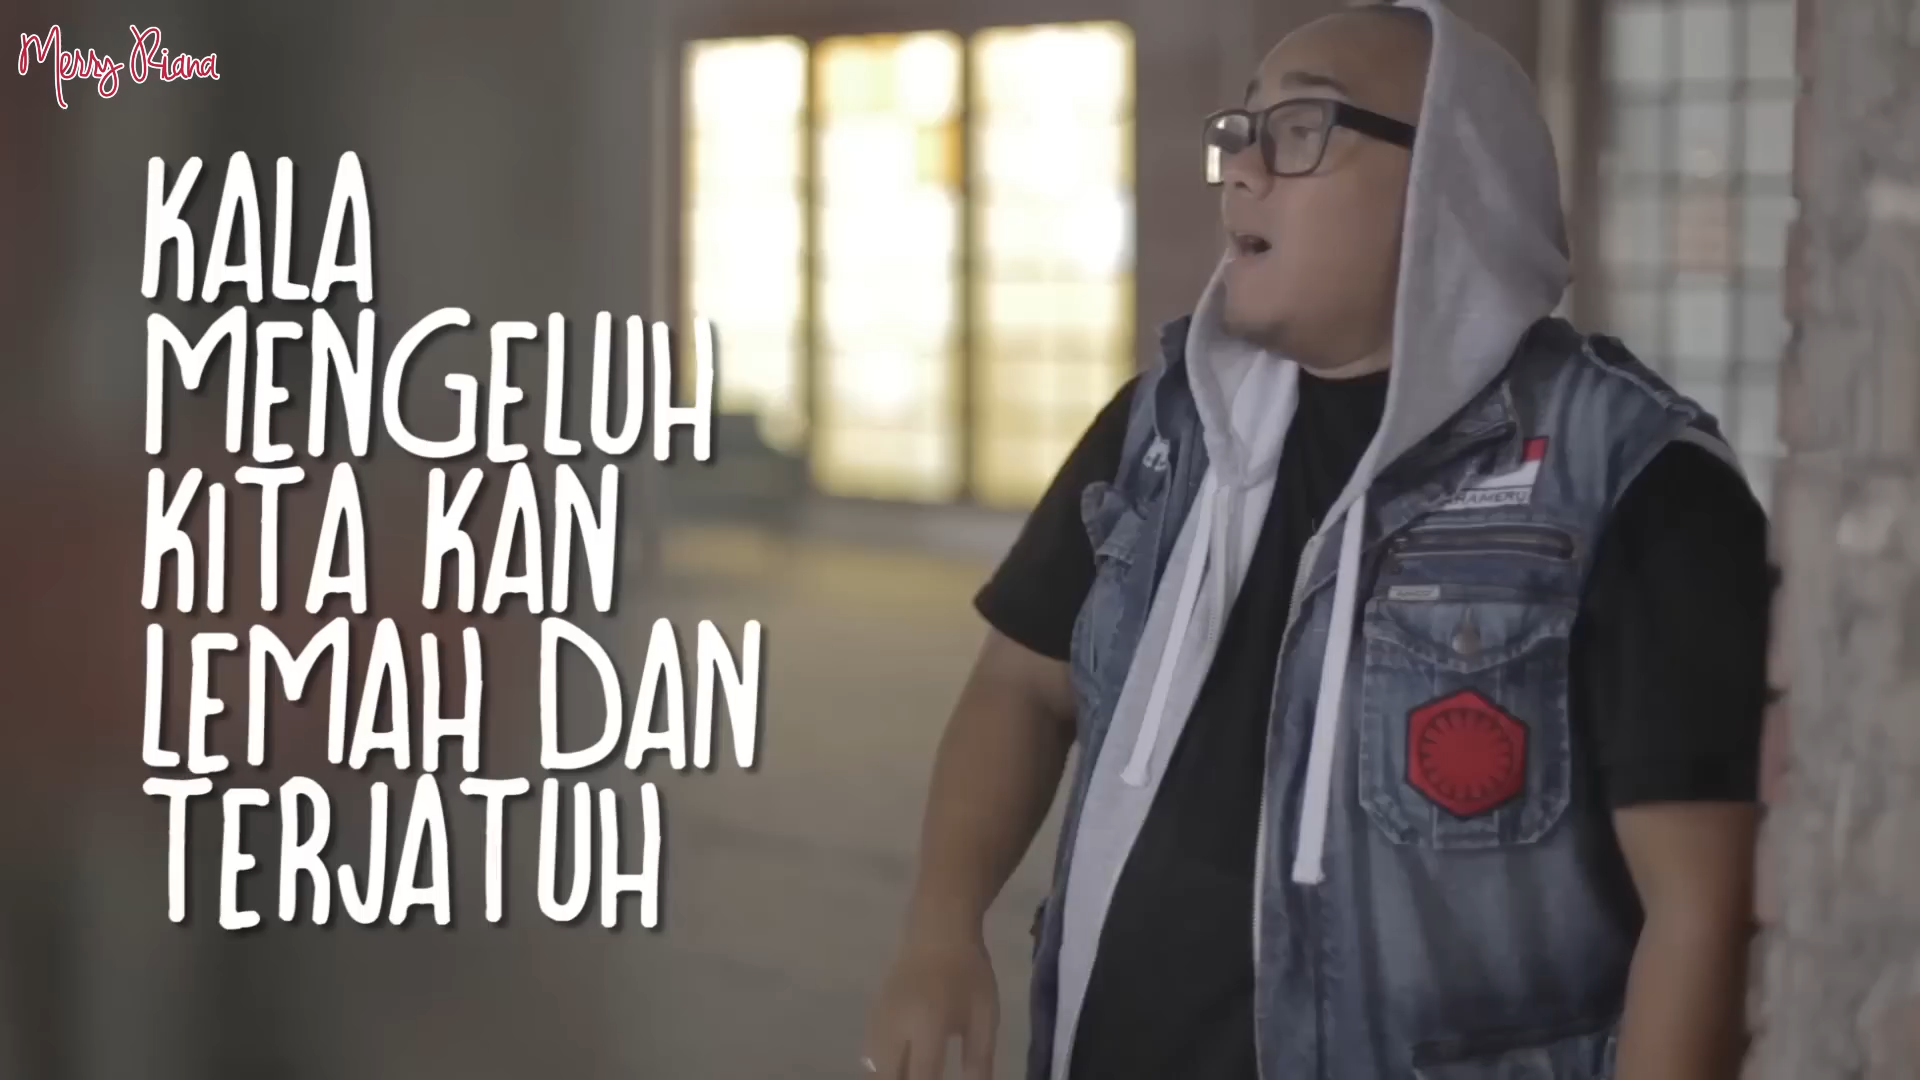 Merry Riana
KALA
MENGELUH
KITA KAN
LEMAH DAN
TERJATUH